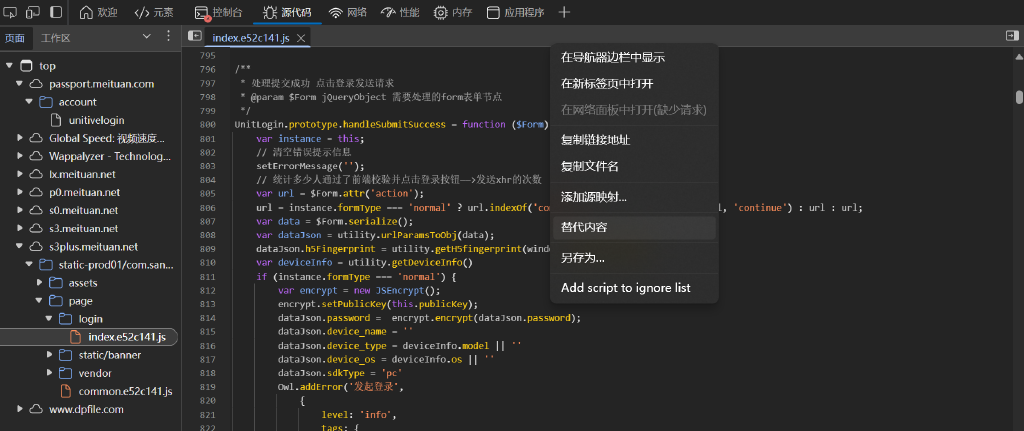 欢迎 元素 控制台 源代码 网络 性能 内存 应用程序
页面 工作区
index.e52c141.js
top
passport.meituan.com
account
unitivelogin
Global Speed: 视频速度...
Wappalyzer - Technolog...
lx.meituan.net
p0.meituan.net
s0.meituan.net
s3.meituan.net
s3plus.meituan.net
static-prod01/com.san...
assets
page
login
index.e52c141.js
static/banner
vendor
common.e52c141.js
www.dpfile.com
795
796 /**
797 * 处理提交成功 点击登录发送请求
798 * @param $Form jQueryObject 需要处理的form表单节点
799 */
800 UnitLogin.prototype.handleSubmitSuccess = function ($Form)
801 var instance = this;
802 // 清空错误提示信息
803 setErrorMessage('');
804 // 统计多少人通过了前端校验并点击登录按钮——>发送xhr的次数
805 var url = $Form.attr('action');
806 url = instance.formType === 'normal' ? url.indexOf('co l, 'continue') : url : url;
807 var data = $Form.serialize();
808 var dataJson = utility.urlParamsToObj(data);
809 dataJson.h5Fingerprint = utility.getH5fingerprint(wind
810 var deviceInfo = utility.getDeviceInfo()
811 if (instance.formType === 'normal') {
812 var encrypt = new JSEncrypt();
813 encrypt.setPublicKey(this.publicKey);
814 dataJson.password = encrypt.encrypt(dataJson.password);
815 dataJson.device_name = ''
816 dataJson.device_type = deviceInfo.model || ''
817 dataJson.device_os = deviceInfo.os || ''
818 dataJson.sdkType = 'pc'
819 Owl.addError('发起登录',
820 {
821 level: 'info',
822 tags: {
在导航器边栏中显示
在新标签页中打开
在网络面板中打开(缺少请求)
复制链接地址
复制文件名
添加源映射...
替代内容
另存为...
Add script to ignore list